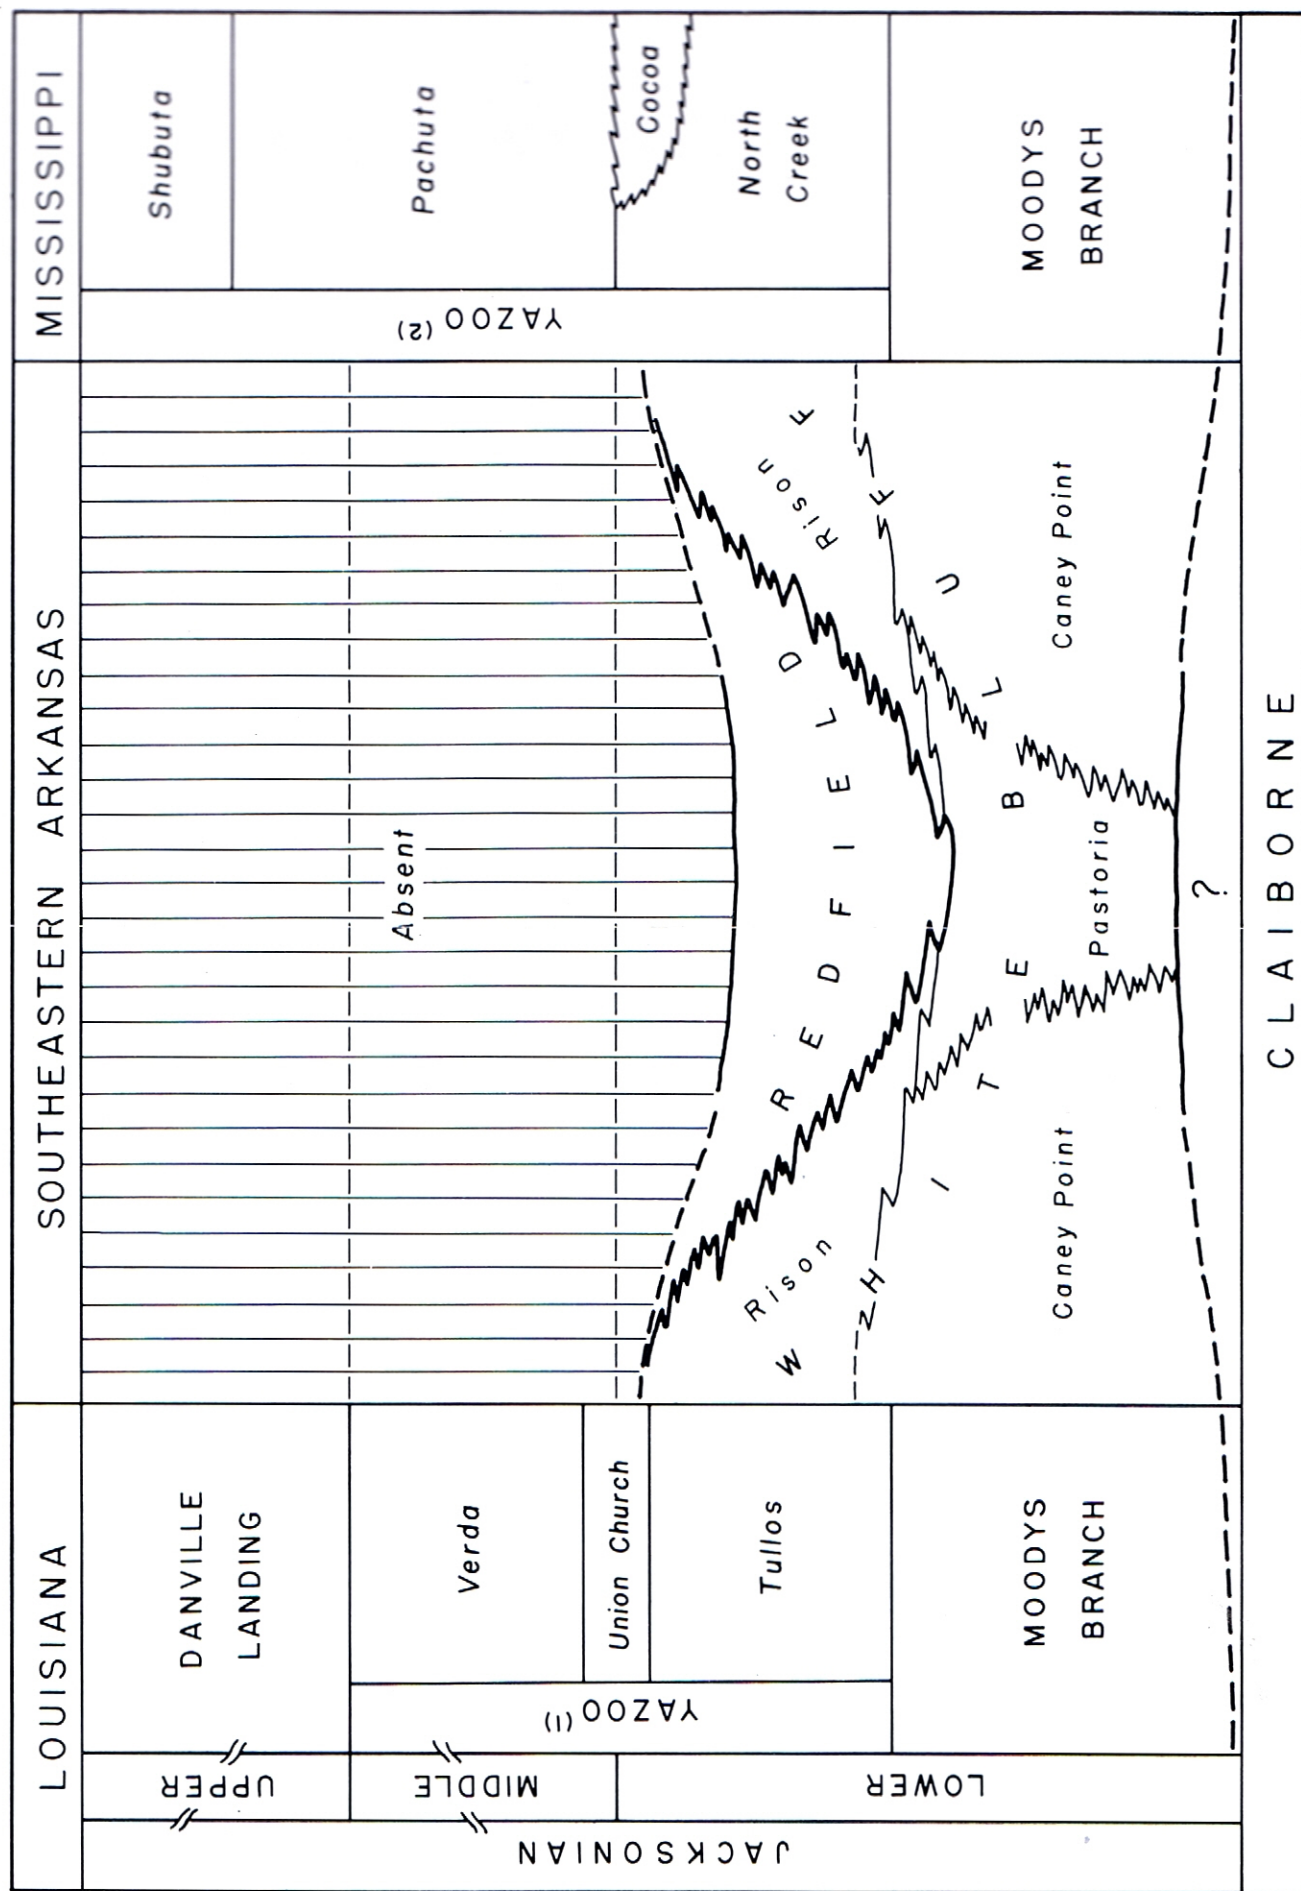 LOUISIANA
SOUTHEASTERN ARKANSAS
MISSISSIPPI
JACKSONIAN
UPPER
MIDDLE
LOWER
DANVILLE
LANDING
YAZOO (1)
Verda
Union Church
Tullos
MOODYS
BRANCH
Absent
REDFIELD
Rison
Rison
WHITE BLUFF
Caney Point
Pastoria
Caney Point
?
YAZOO (2)
Shubuta
Pachuta
Cocoa
North
Creek
MOODYS
BRANCH
CLAIBORNE